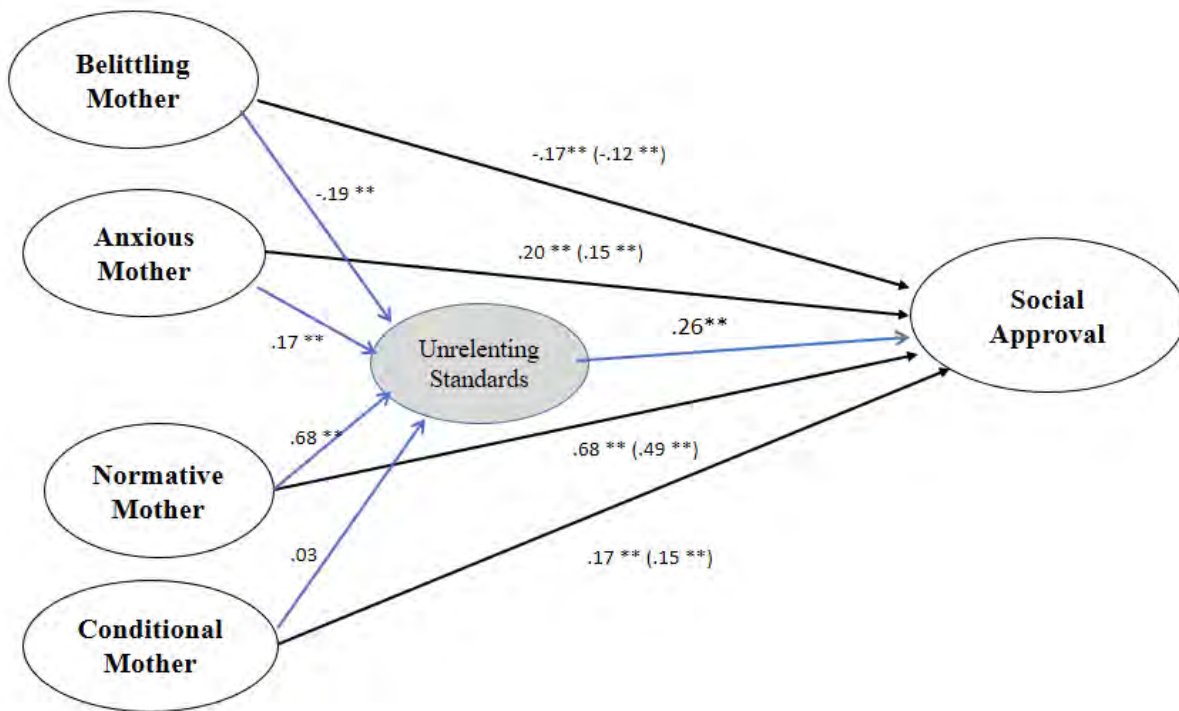 Belittling
Mother
-.17** (-.12 **)
-.19 **
Anxious
Mother
.20 ** (.15 **)
Social
Approval
.17 **
Unrelenting
Standards
.26**
.68 **
Normative
Mother
.68 ** (.49 **)
.03
.17 ** (.15 **)
Conditional
Mother